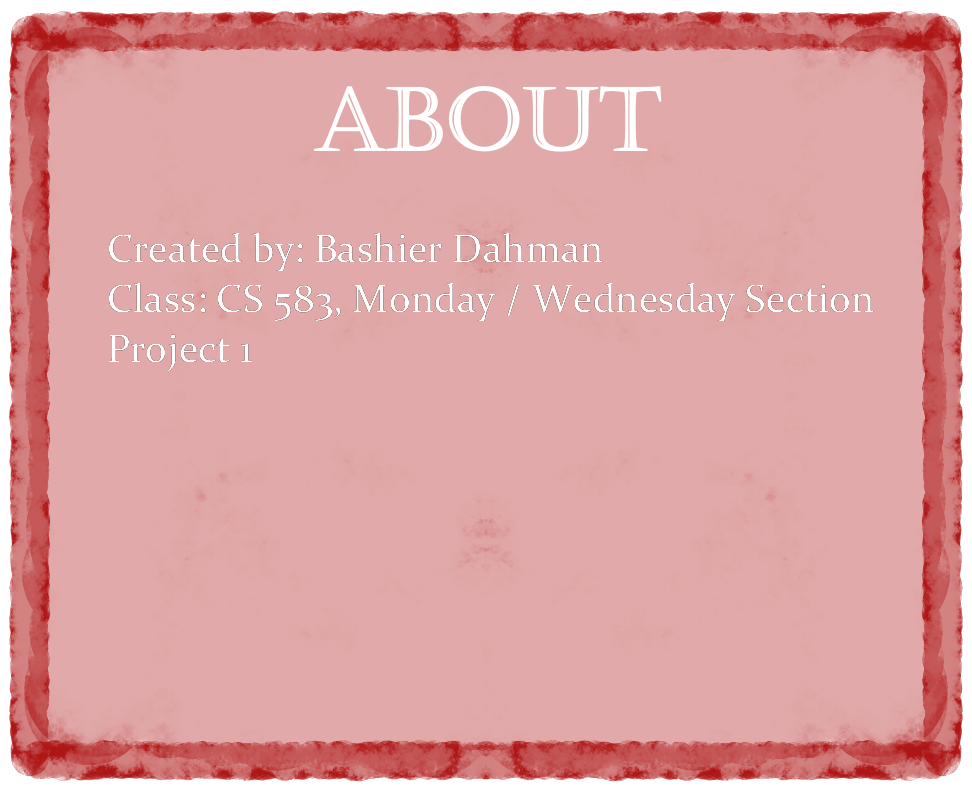 ABOUT
Created by: Bashier Dahman
Class: CS 583, Monday / Wednesday Section
Project 1